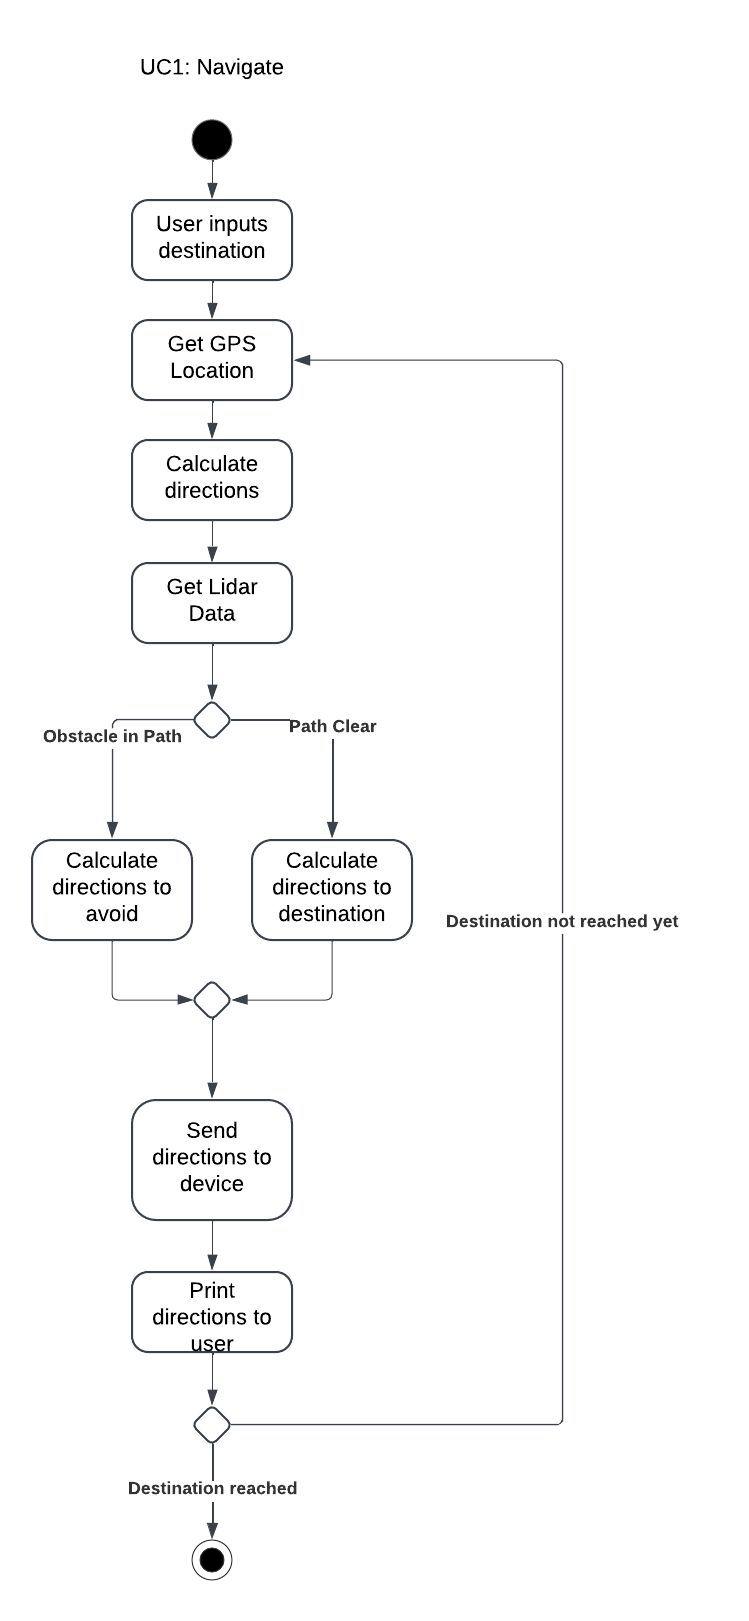 UC1: Navigate
User inputs
destination
Get GPS
Location
Calculate
directions
Get Lidar
Data
Obstacle in Path
Path Clear
Calculate
directions to
avoid
Calculate
directions to
destination
Destination not reached yet
Send
directions to
device
Print
directions to
user
Destination reached